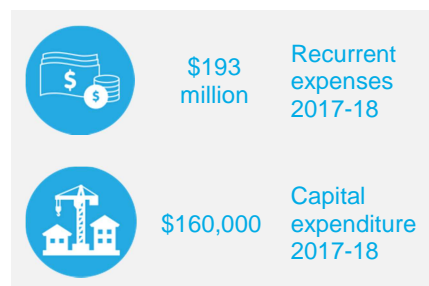 $
$
$193
million
Recurrent
expenses
2017-18
$160,000
Capital
expenditure
2017-18